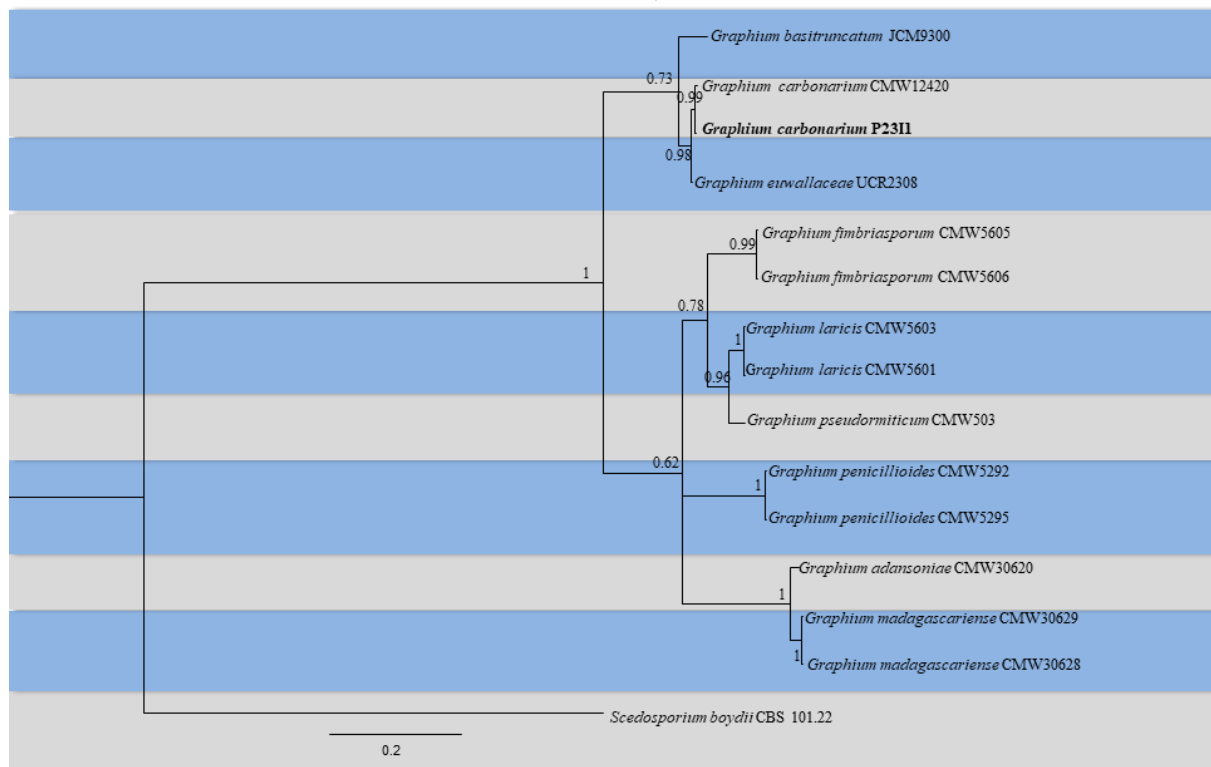 Graphium basitruncatum JCM9300
0.73
Graphium carbonarium CMW12420
0.99
Graphium carbonarium P23I1
0.98
Graphium euwallaceae UCR2308
Graphium fimbriasporum CMW5605
0.99
1
Graphium fimbriasporum CMW5606
0.78
Graphium laricis CMW5603
1
Graphium laricis CMW5601
0.96
Graphium pseudormiticum CMW503
0.62
Graphium penicillioides CMW5292
1
Graphium penicillioides CMW5295
Graphium adansoniae CMW30620
1
Graphium madagascariense CMW30629
1
Graphium madagascariense CMW30628
Scedosporium boydii CBS 101.22
0.2